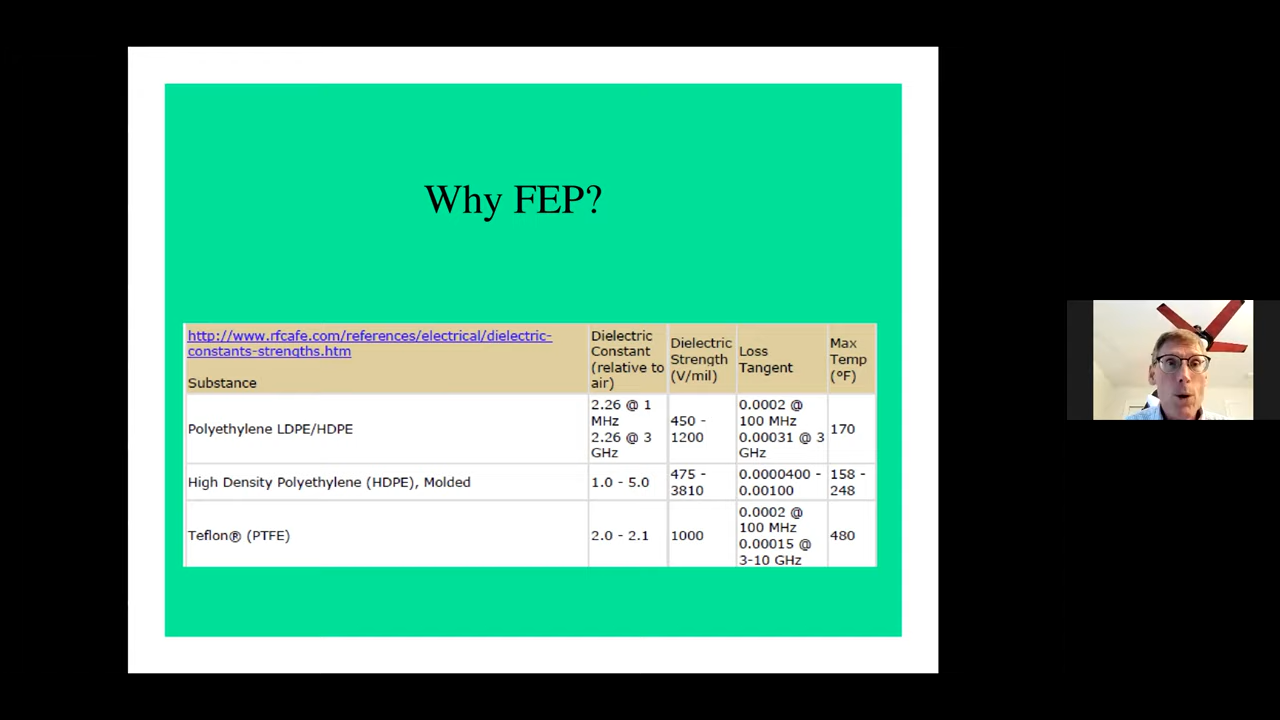 Why FEP?
http://www.rfcafe.com/references/electrical/dielectric-
constants-strengths.htm
Substance
Dielectric
Constant
(relative to
air)
Dielectric
Strength
(V/mil)
Loss
Tangent
Max
Temp
(°F)
Polyethylene LDPE/HDPE
2.26 @ 1
MHz
2.26 @ 3
GHz
450 -
1200
0.0002 @
100 MHz
0.00031 @ 3
GHz
170
High Density Polyethylene (HDPE), Molded
1.0 - 5.0
475 -
3810
0.0000400 -
0.00100
158 -
248
Teflon® (PTFE)
2.0 - 2.1
1000
0.0002 @
100 MHz
0.00015 @
3-10 GHz
480